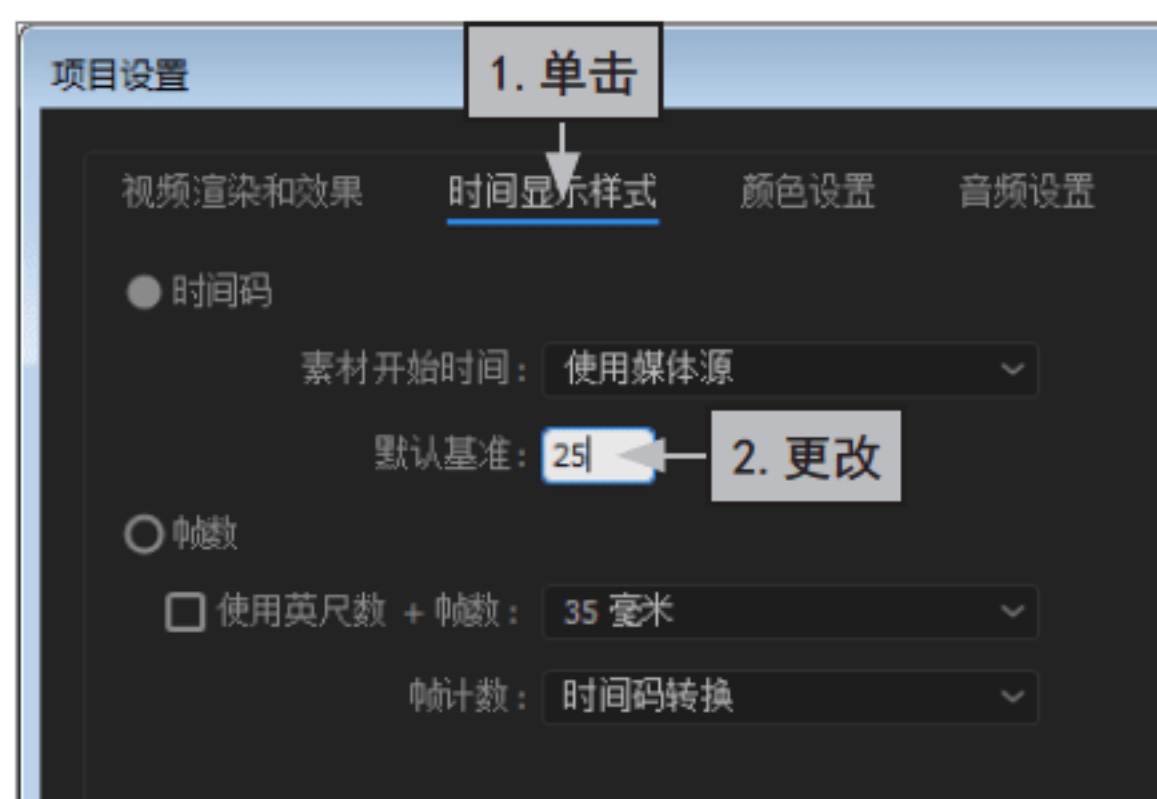 项目设置
1. 单击
视频渲染和效果 时间显示样式 颜色设置 音频设置
时间码
素材开始时间： 使用媒体源
默认基准： 25 2. 更改
帧数
使用英尺数 + 帧数： 35 毫米
帧计数： 时间码转换